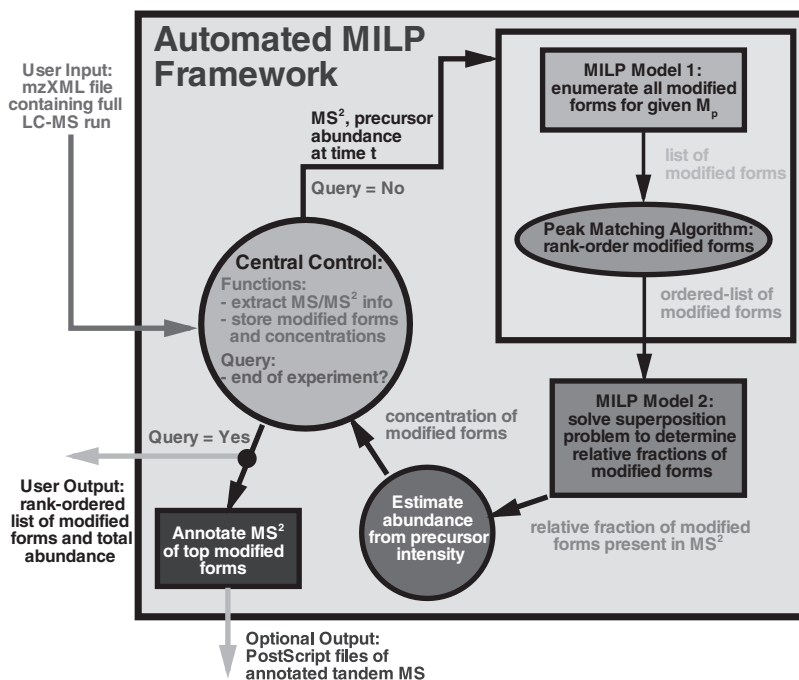 Automated MILP
Framework
User Input:
mzXML file
containing full
LC-MS run
MS², precursor
abundance
at time t
Query = No
MILP Model 1:
enumerate all modified
forms for given Mₚ
list of
modified forms
Peak Matching Algorithm:
rank-order modified forms
ordered-list of
modified forms
Central Control:
Functions:
- extract MS/MS² info
- store modified forms
and concentrations
Query:
- end of experiment?
MILP Model 2:
solve superposition
problem to determine
relative fractions of
modified forms
concentration of
modified forms
Query = Yes
User Output:
rank-ordered
list of modified
forms and total
abundance
Annotate MS²
of top modified
forms
Estimate
abundance
from precursor
intensity
relative fraction of modified
forms present in MS²
Optional Output:
PostScript files of
annotated tandem MS